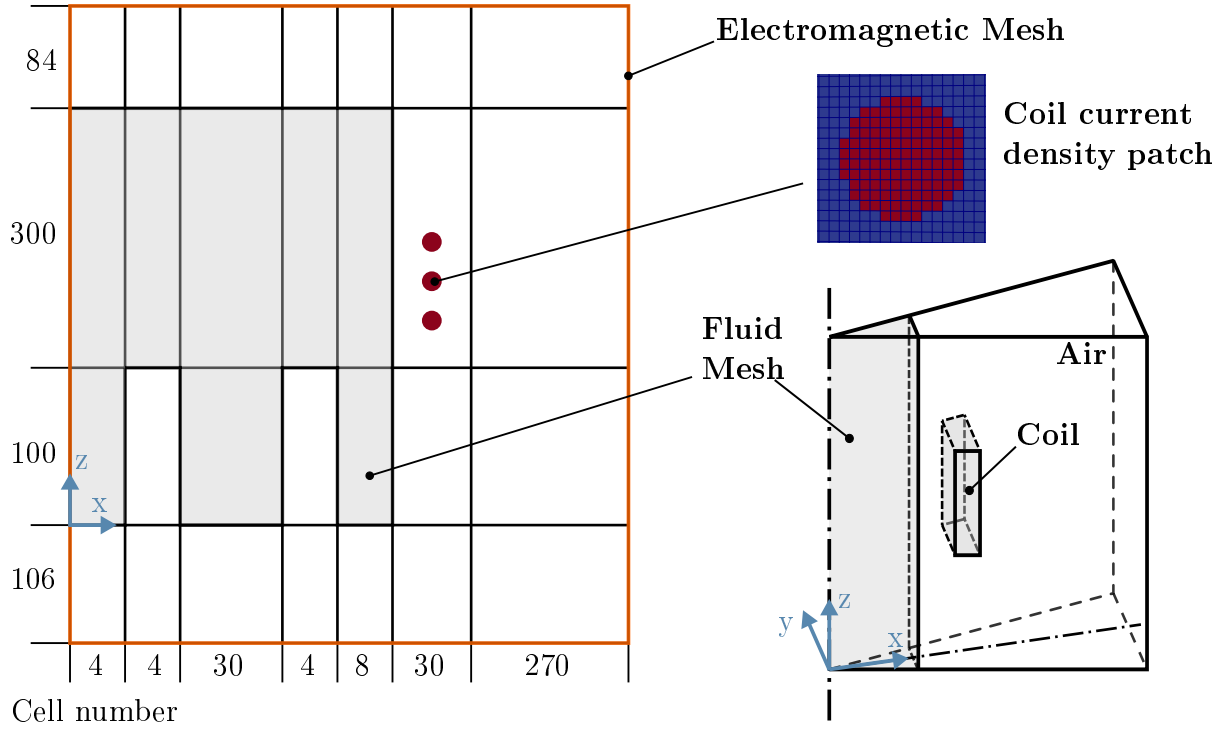 Electromagnetic Mesh
84
Coil current
density patch
300
Fluid
Mesh
Air
Coil
100
z
x
106
z
y
x
4 4 30 4 8 30 270
Cell number